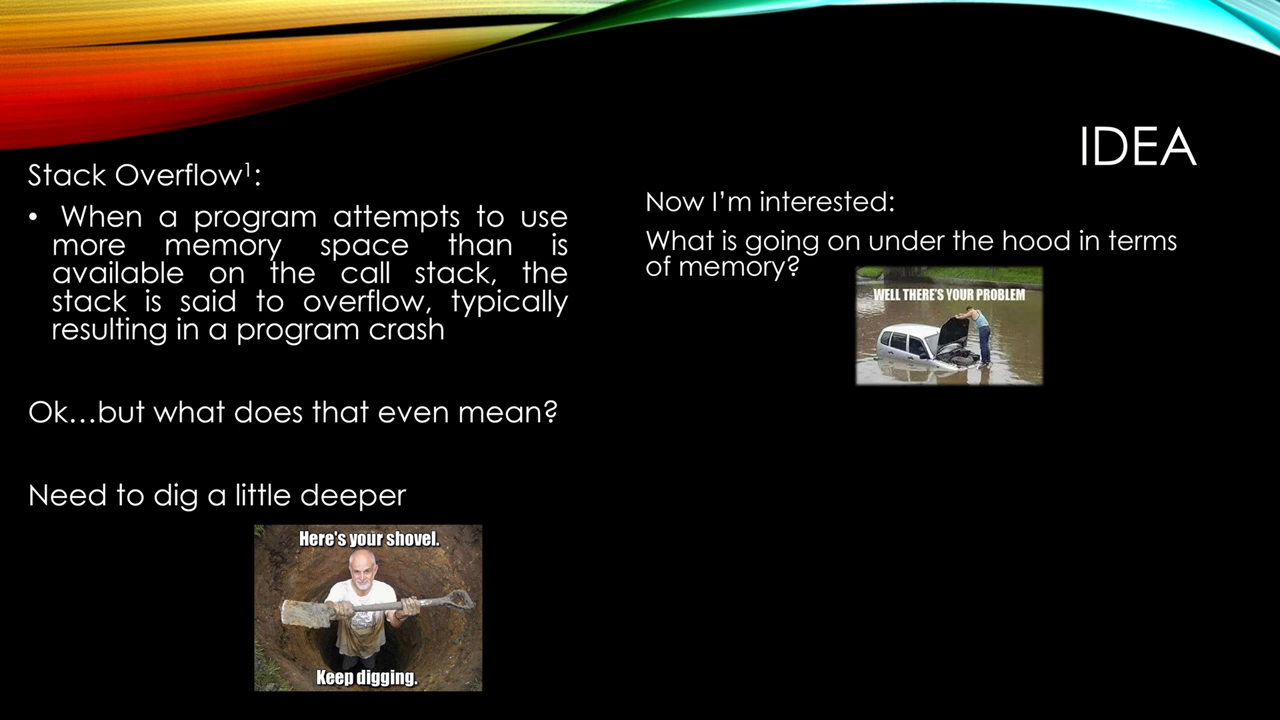 IDEA
Stack Overflow¹:
• When a program attempts to use
more memory space than is
available on the call stack, the
stack is said to overflow, typically
resulting in a program crash
Ok…but what does that even mean?
Need to dig a little deeper
Here's your shovel.
Keep digging.
Now I’m interested:
What is going on under the hood in terms
of memory?
WELL THERE'S YOUR PROBLEM